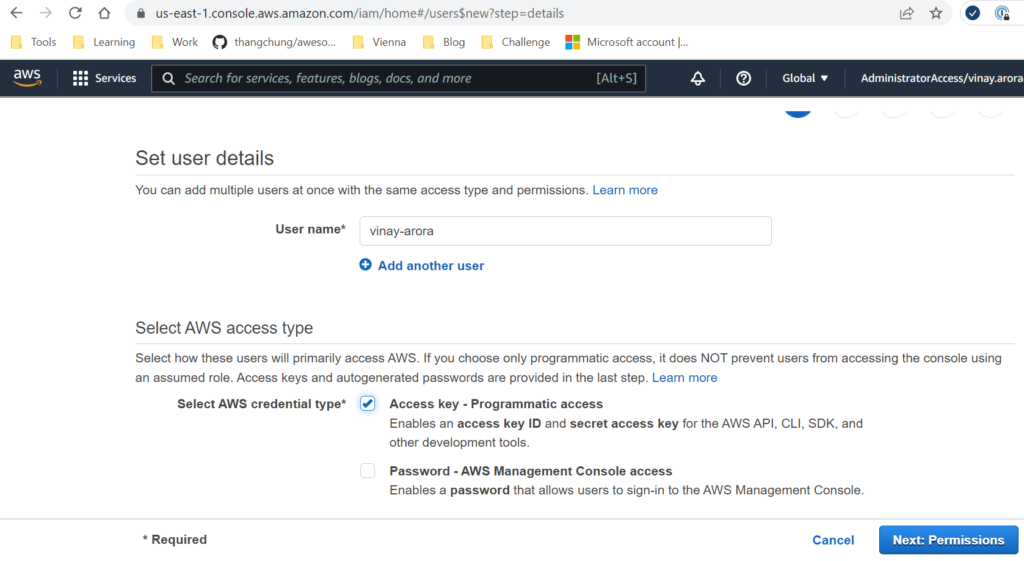 us-east-1.console.aws.amazon.com/iam/home#/users$new?step=details
Tools Learning Work thangchung/aweso... Vienna Blog Challenge Microsoft account |...
aws Services Search for services, features, blogs, docs, and more [Alt+S] Global ▼ AdministratorAccess/vinay.arora
Set user details
You can add multiple users at once with the same access type and permissions. Learn more
User name* vinay-arora
Add another user
Select AWS access type
Select how these users will primarily access AWS. If you choose only programmatic access, it does NOT prevent users from accessing the console using
an assumed role. Access keys and autogenerated passwords are provided in the last step. Learn more
Select AWS credential type* Access key - Programmatic access
Enables an access key ID and secret access key for the AWS API, CLI, SDK, and
other development tools.
Password - AWS Management Console access
Enables a password that allows users to sign-in to the AWS Management Console.
* Required Cancel Next: Permissions